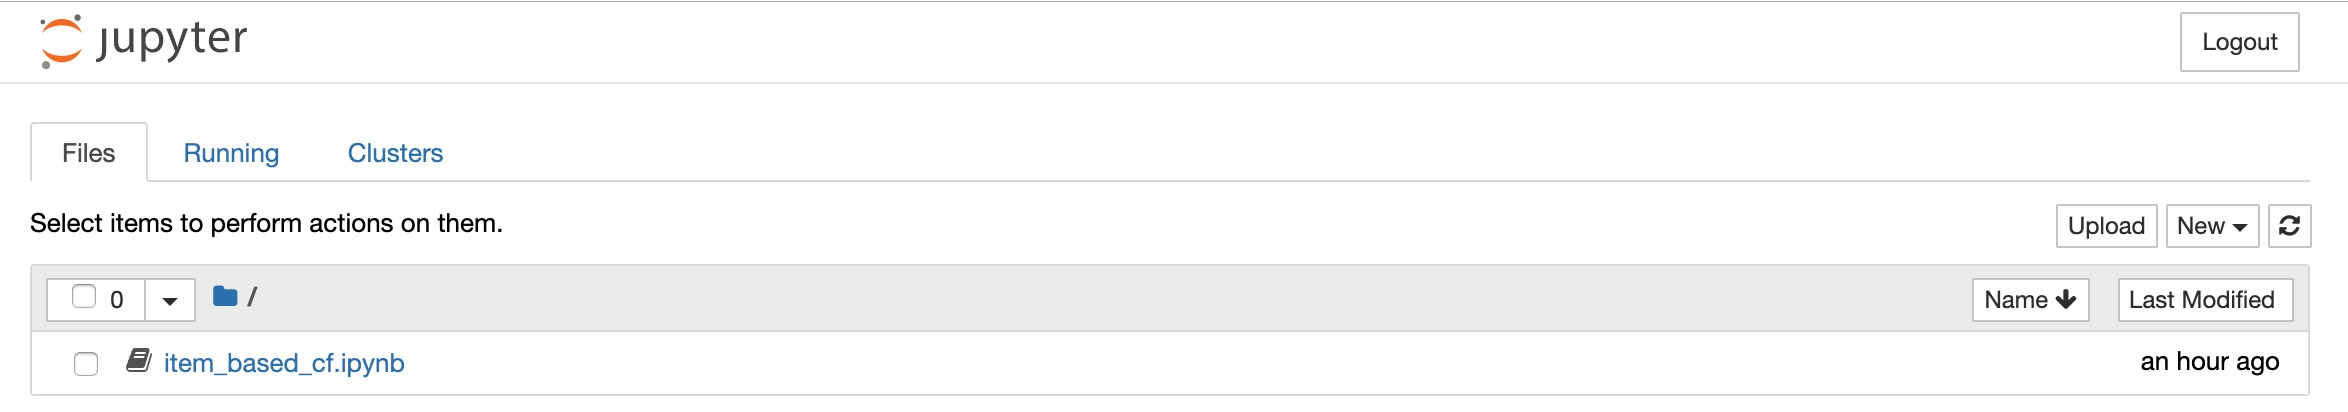 jupyter
Logout
Files Running Clusters
Select items to perform actions on them.
Upload New
0 / Name Last Modified
item_based_cf.ipynb an hour ago